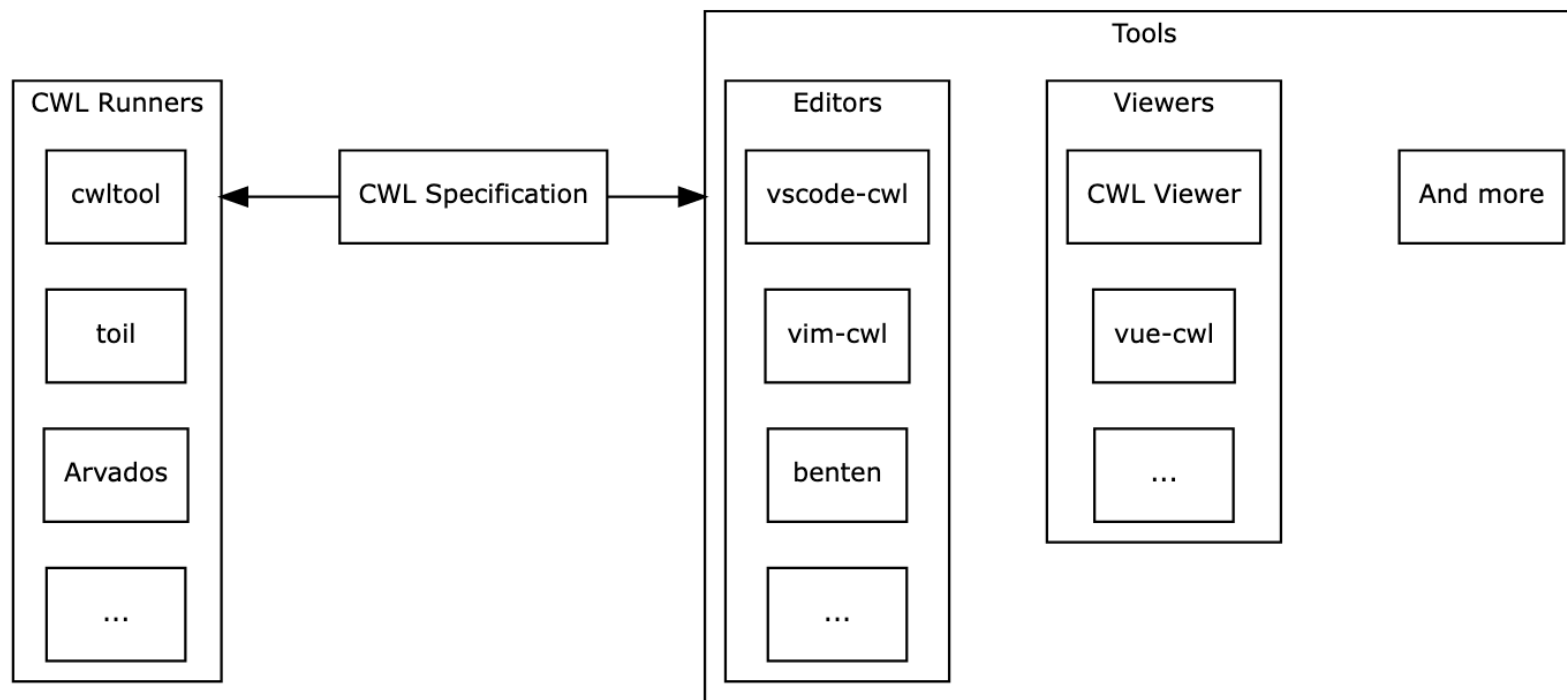 CWL Runners
cwltool
toil
Arvados
...
CWL Specification
Tools
Editors
vscode-cwl
vim-cwl
benten
...
Viewers
CWL Viewer
vue-cwl
...
And more